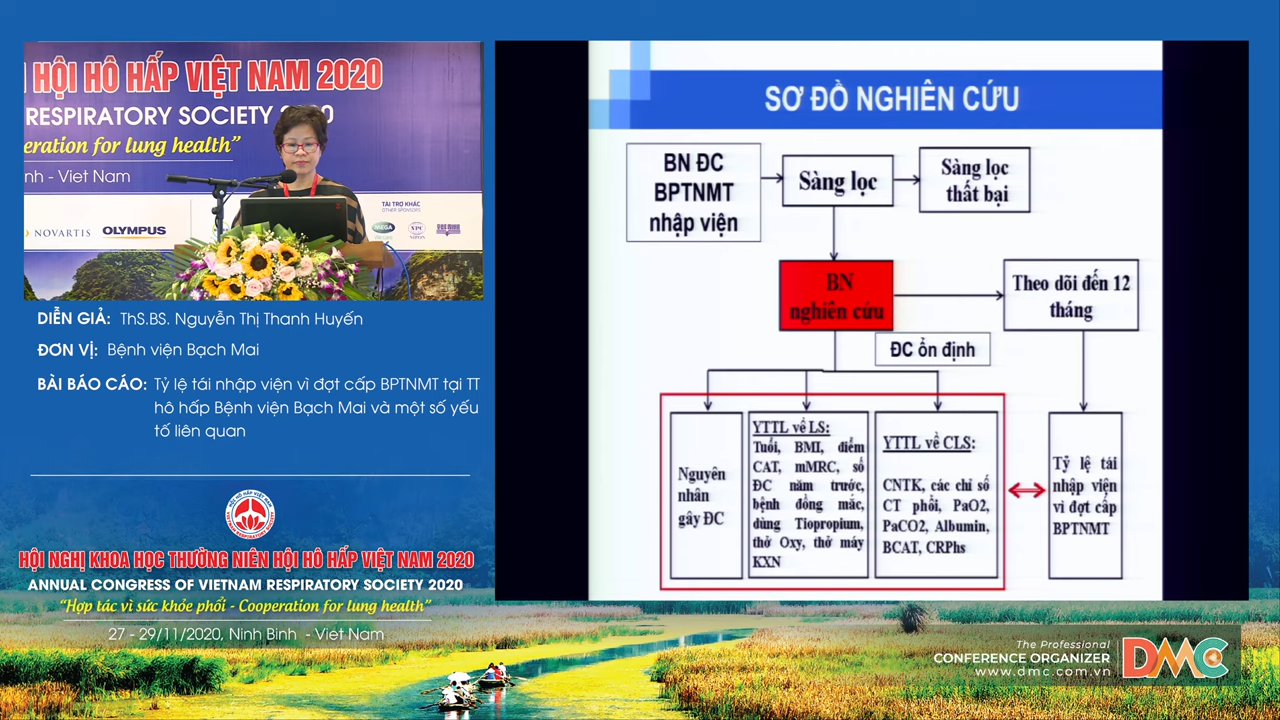 HỘI HÔ HẤP VIỆT NAM 2020
RESPIRATORY SOCIETY 2020
eration for lung health”
nh - Viet Nam
TÀI TRỢ KHÁC
OTHER SPONSORS
NOVARTIS
OLYMPUS
MEGA
DIỄN GIẢ: ThS.BS. Nguyễn Thị Thanh Huyến
ĐƠN VỊ: Bệnh viện Bạch Mai
BÀI BÁO CÁO: Tỷ lệ tái nhập viện vì đợt cấp BPTNMT tại TT
hô hấp Bệnh viện Bạch Mai và một số yếu
tố liên quan
HỘI HÔ HẤP VIỆT NAM
HỘI NGHỊ KHOA HỌC THƯỜNG NIÊN HỘI HÔ HẤP VIỆT NAM 2020
ANNUAL CONGRESS OF VIETNAM RESPIRATORY SOCIETY 2020
“Hợp tác vì sức khỏe phổi - Cooperation for lung health”
27 - 29/11/2020, Ninh Bình - Viet Nam
SƠ ĐỒ NGHIÊN CỨU
BN ĐC
BPTNMT
nhập viện
Sàng lọc
Sàng lọc
thất bại
BN
nghiên cứu
Theo dõi đến 12
tháng
ĐC ổn định
Nguyên
nhân
gây ĐC
YTTL về LS:
Tuổi, BMI, điểm
CAT, mMRC, số
ĐC năm trước,
bệnh đồng mắc,
dùng Tiopropium,
thở Oxy, thở máy
KXN
YTTL về CLS:
CNTK, các chỉ số
CT phổi, PaO2,
PaCO2, Albumin,
BCAT, CRPhs
Tỷ lệ tái
nhập viện
vì đợt cấp
BPTNMT
The Professional
CONFERENCE ORGANIZER
www.dmc.com.vn
DMC